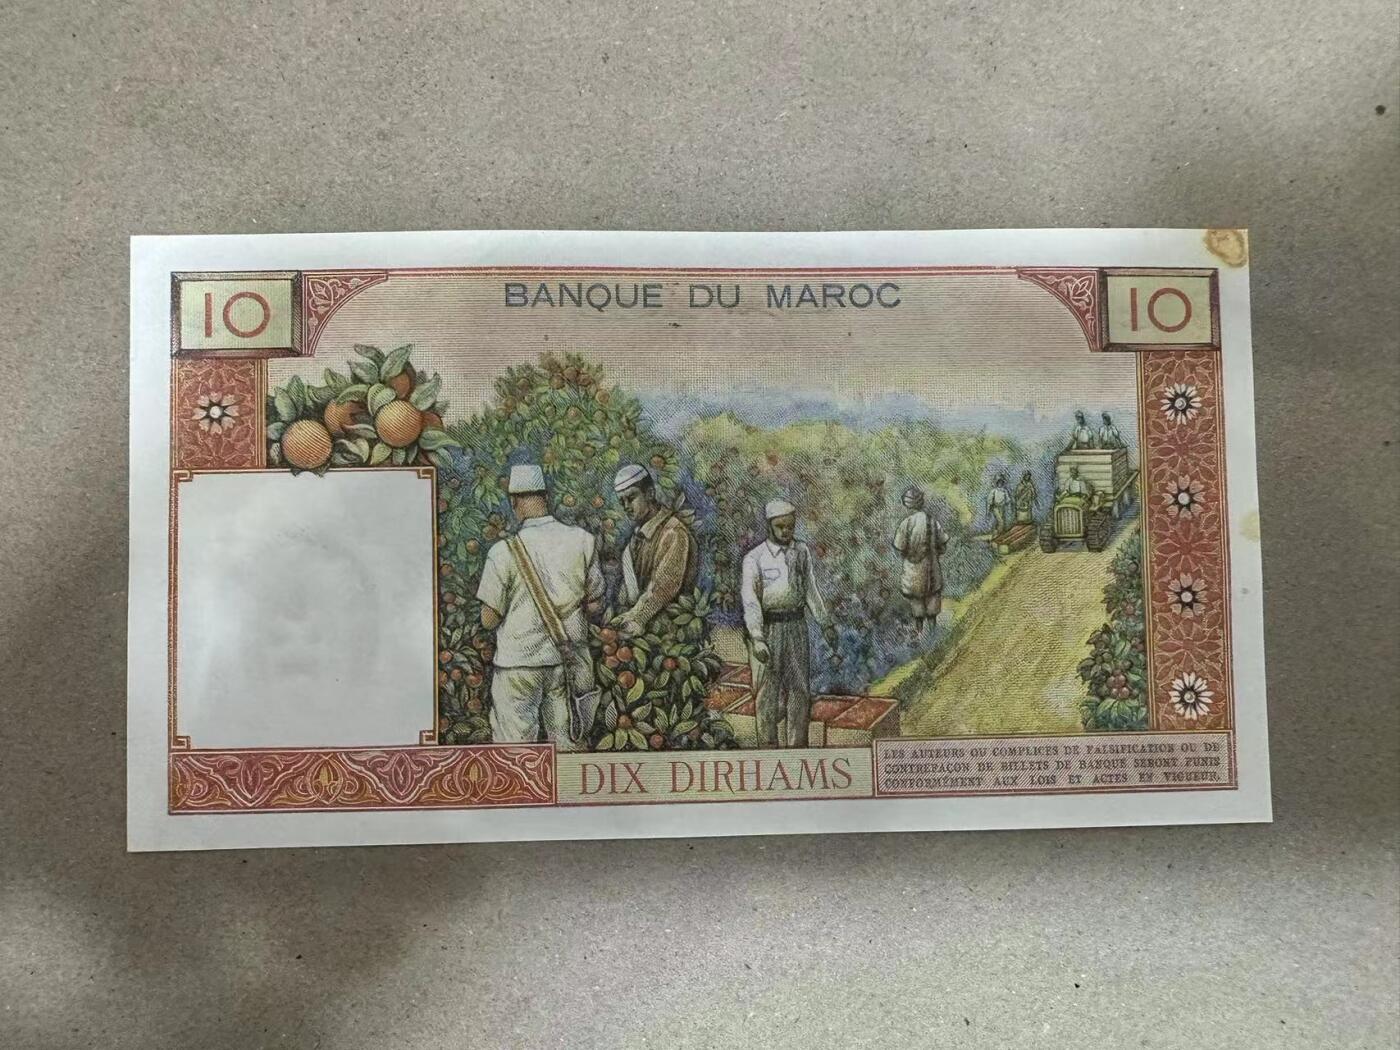 10
BANQUE DU MAROC
10
DIX DIRHAMS
LES AUTEURS OU COMPLICES DE FALSIFICATION OU DE
CONTREFAÇON DE BILLETS DE BANQUE SERONT PUNIS
CONFORMÉMENT AUX LOIS ET ACTES EN VIGUEUR.